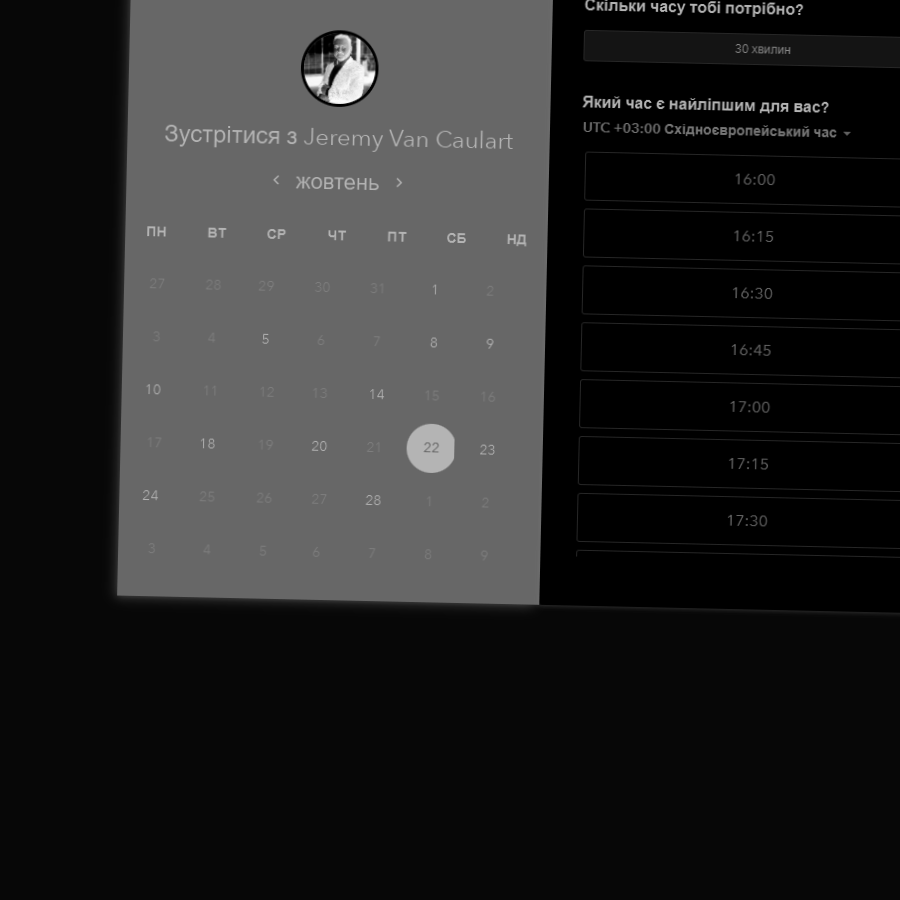 Зустрітися з Jeremy Van Caulart
< жовтень >
ПН ВТ СР ЧТ ПТ СБ НД
27 28 29 30 31 1 2
3 4 5 6 7 8 9
10 11 12 13 14 15 16
17 18 19 20 21 22 23
24 25 26 27 28 1 2
3 4 5 6 7 8 9
Скільки часу тобі потрібно?
30 хвилин
Який час є найліпшим для вас?
UTC +03:00 Східноєвропейський час
16:00
16:15
16:30
16:45
17:00
17:15
17:30